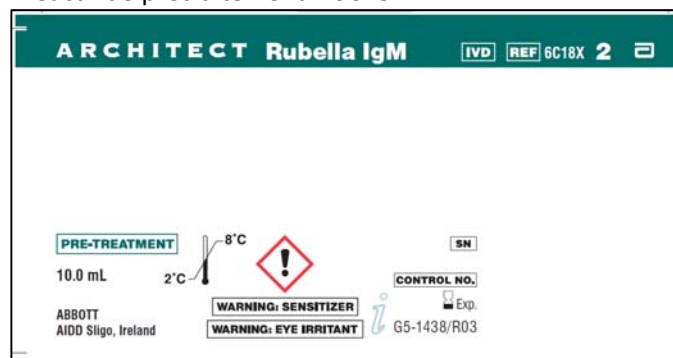 ARCHITECT Rubella IgM IVD REF 6C18X 2
PRE-TREATMENT
8°C
2°C
SN
10.0 mL
CONTROL NO.
Exp.
WARNING: SENSITIZER
ABBOTT
AIDD Sligo, Ireland
WARNING: EYE IRRITANT
G5-1438/R03